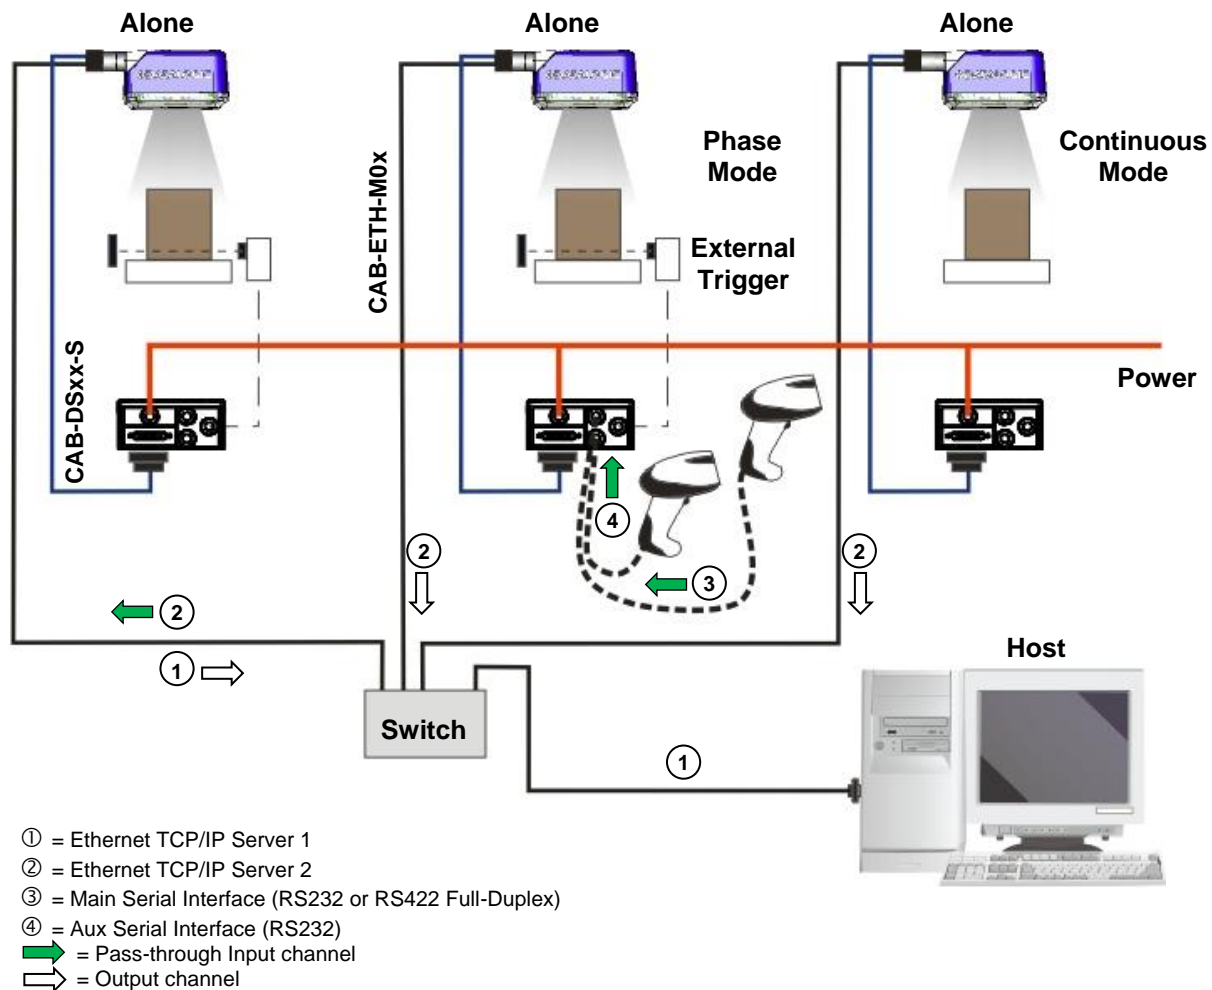 Alone
Alone
Alone
Phase
Mode
Continuous
Mode
CAB-ETH-M0x
External
Trigger
CAB-DSxx-S
Power
4
2
2
3
2
1
Host
Switch
1
① = Ethernet TCP/IP Server 1
② = Ethernet TCP/IP Server 2
③ = Main Serial Interface (RS232 or RS422 Full-Duplex)
④ = Aux Serial Interface (RS232)
= Pass-through Input channel
= Output channel